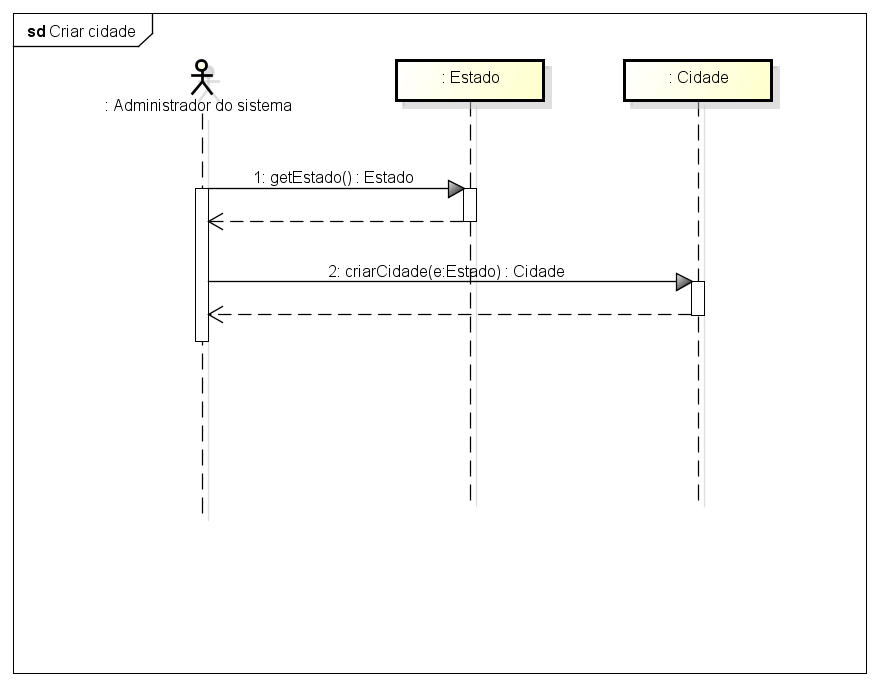 sd Criar cidade
: Administrador do sistema
: Estado
: Cidade
1: getEstado() : Estado
2: criarCidade(e:Estado) : Cidade